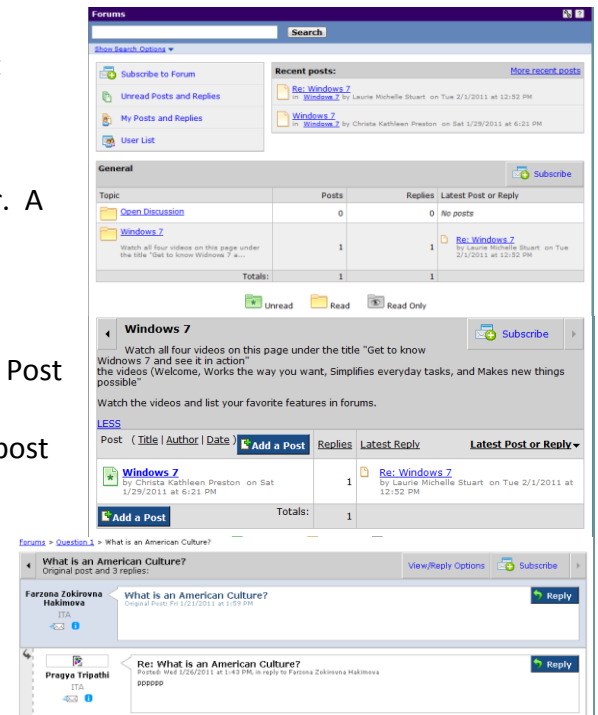 r. A
Post
post
Forums
Search
Show Search Options
Subscribe to Forum
Unread Posts and Replies
My Posts and Replies
User List
Recent posts:
More recent posts
Re: Windows 7
in Windows 7 by Laurie Michelle Stuart on Tue 2/1/2011 at 12:52 PM
Windows 7
in Windows 7 by Christa Kathleen Preston on Sat 1/29/2011 at 6:21 PM
General
Subscribe
Topic Posts Replies Latest Post or Reply
Open Discussion 0 0 No posts
Windows 7
Watch all four videos on this page under
the title "Get to know Widnows 7 a...
1 1
Re: Windows 7
by Laurie Michelle Stuart on Tue
2/1/2011 at 12:52 PM
Totals: 1 1
Unread Read Read Only
Windows 7
Subscribe
Watch all four videos on this page under the title "Get to know
Widnows 7 and see it in action"
the videos (Welcome, Works the way you want, Simplifies everyday tasks, and Makes new things
possible"
Watch the videos and list your favorite features in forums.
LESS
Post ( Title | Author | Date ) Add a Post Replies Latest Reply Latest Post or Reply
Windows 7
by Christa Kathleen Preston on Sat
1/29/2011 at 6:21 PM
1
Re: Windows 7
by Laurie Michelle Stuart on Tue 2/1/2011 at
12:52 PM
Add a Post Totals: 1
Forums > Question 1 > What is an American Culture?
What is an American Culture?
Original post and 3 replies:
View/Reply Options Subscribe
Farzona Zokirovna
Hakimova
ITA
What is an American Culture?
Original Post: Fri 1/21/2011 at 1:59 PM
Reply
Pragya Tripathi
ITA
Re: What is an American Culture?
Posted: Wed 1/26/2011 at 1:43 PM, in reply to Farzona Zokirovna Hakimova
pppppp
Reply